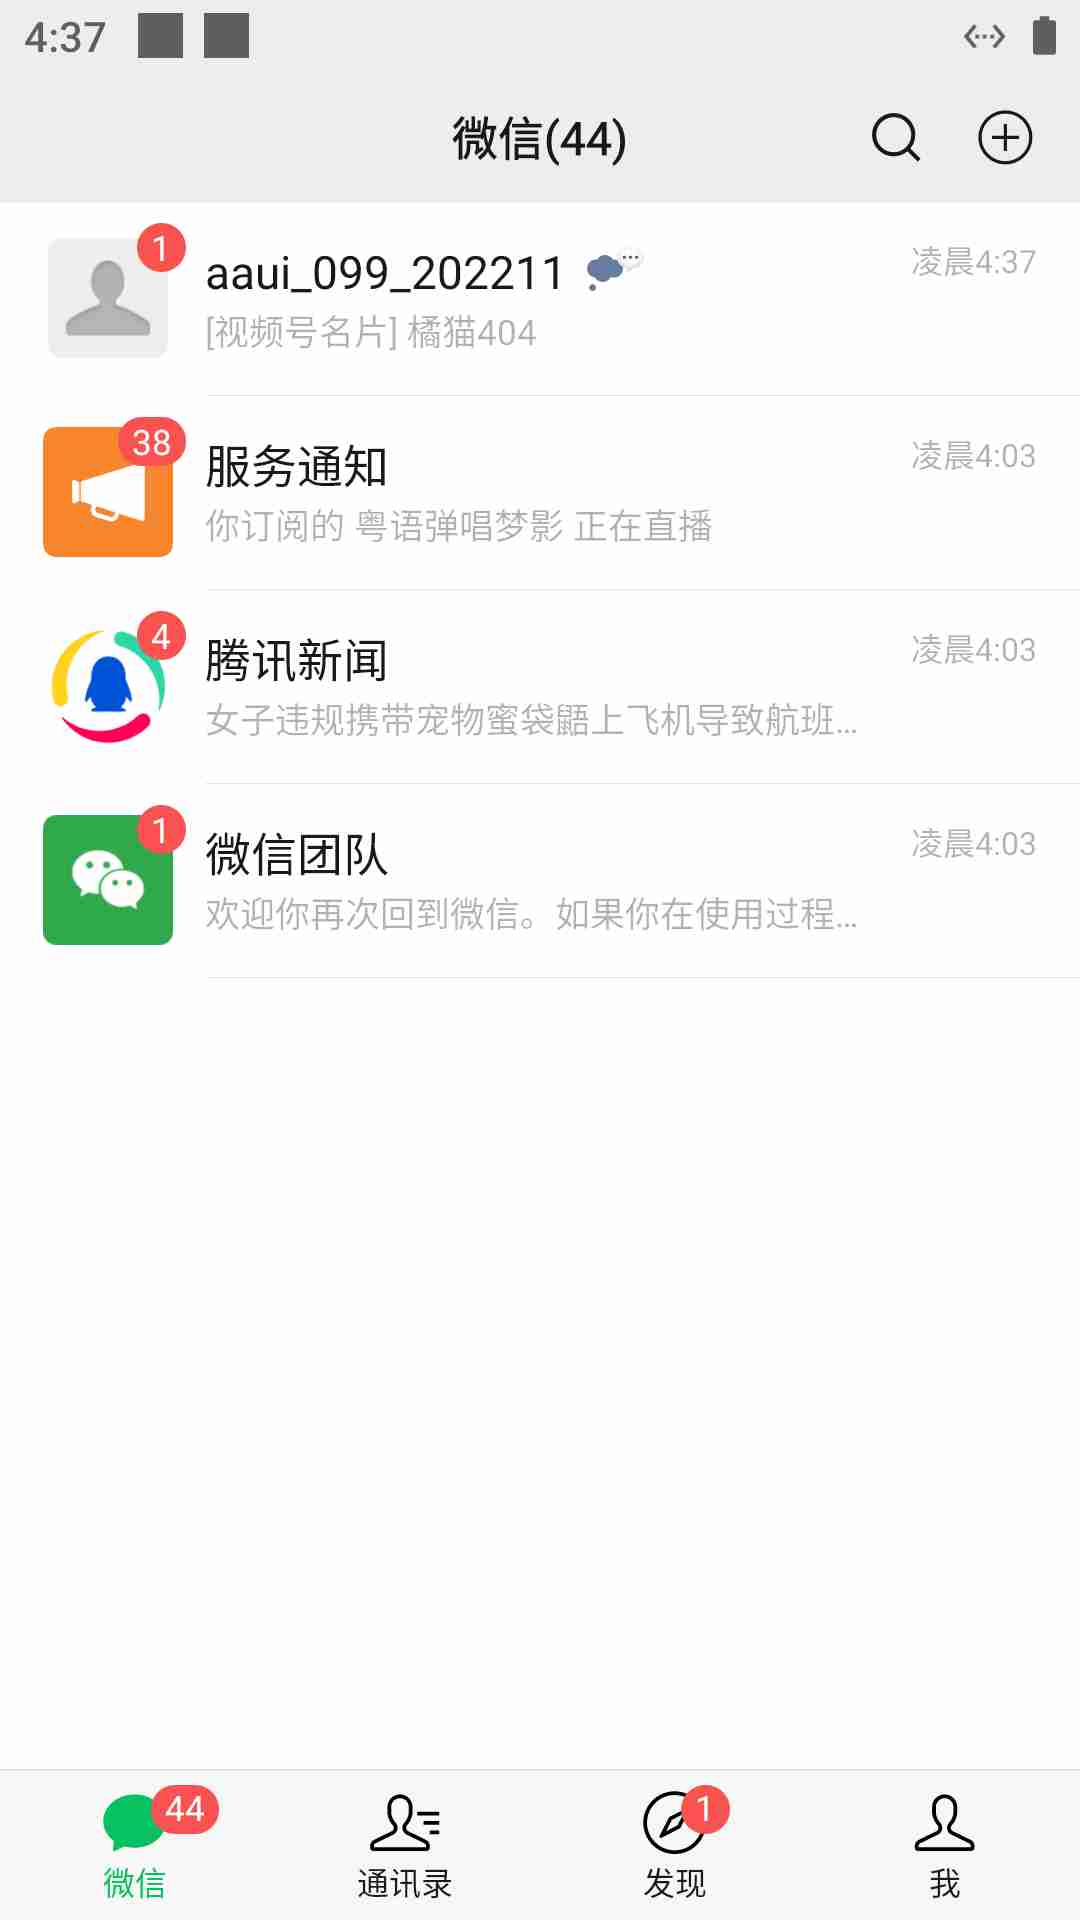 4:37
微信(44)
1
aaui_099_202211
凌晨4:37
[视频号名片] 橘猫404
38
服务通知
凌晨4:03
你订阅的 粤语弹唱梦影 正在直播
4
腾讯新闻
凌晨4:03
女子违规携带宠物蜜袋鼯上飞机导致航班...
1
微信团队
凌晨4:03
欢迎你再次回到微信。如果你在使用过程...
44
1
微信
通讯录
发现
我